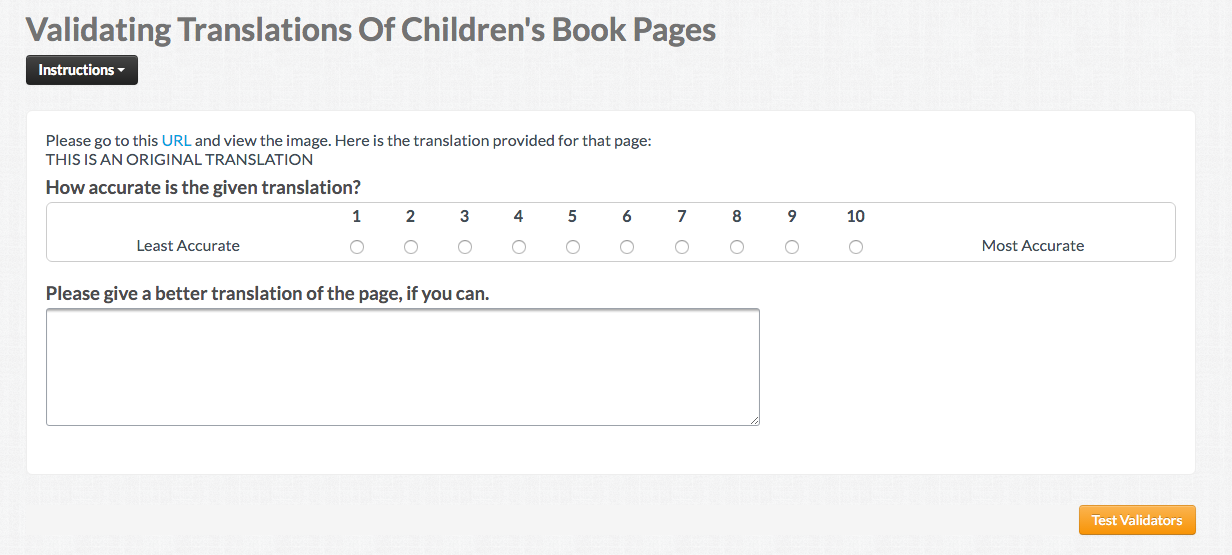 Validating Translations Of Children's Book Pages
Instructions
Please go to this URL and view the image. Here is the translation provided for that page:
THIS IS AN ORIGINAL TRANSLATION
How accurate is the given translation?
1 2 3 4 5 6 7 8 9 10
Least Accurate Most Accurate
Please give a better translation of the page, if you can.
Test Validators